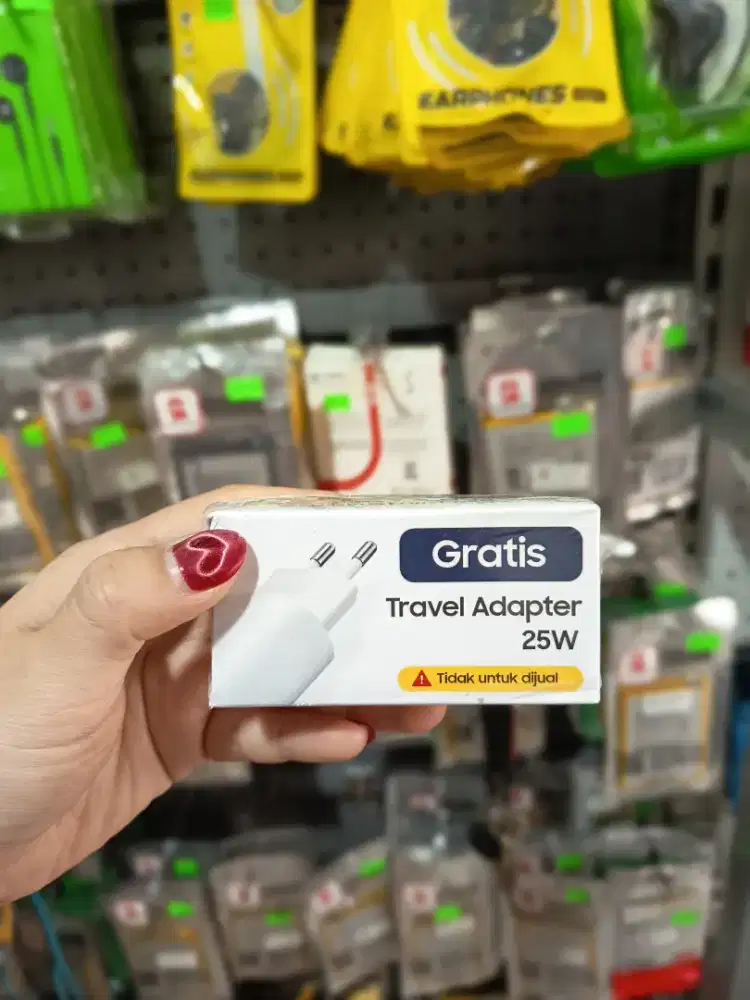 EARPHONES
Gratis
Travel Adapter
25W
Tidak untuk dijual